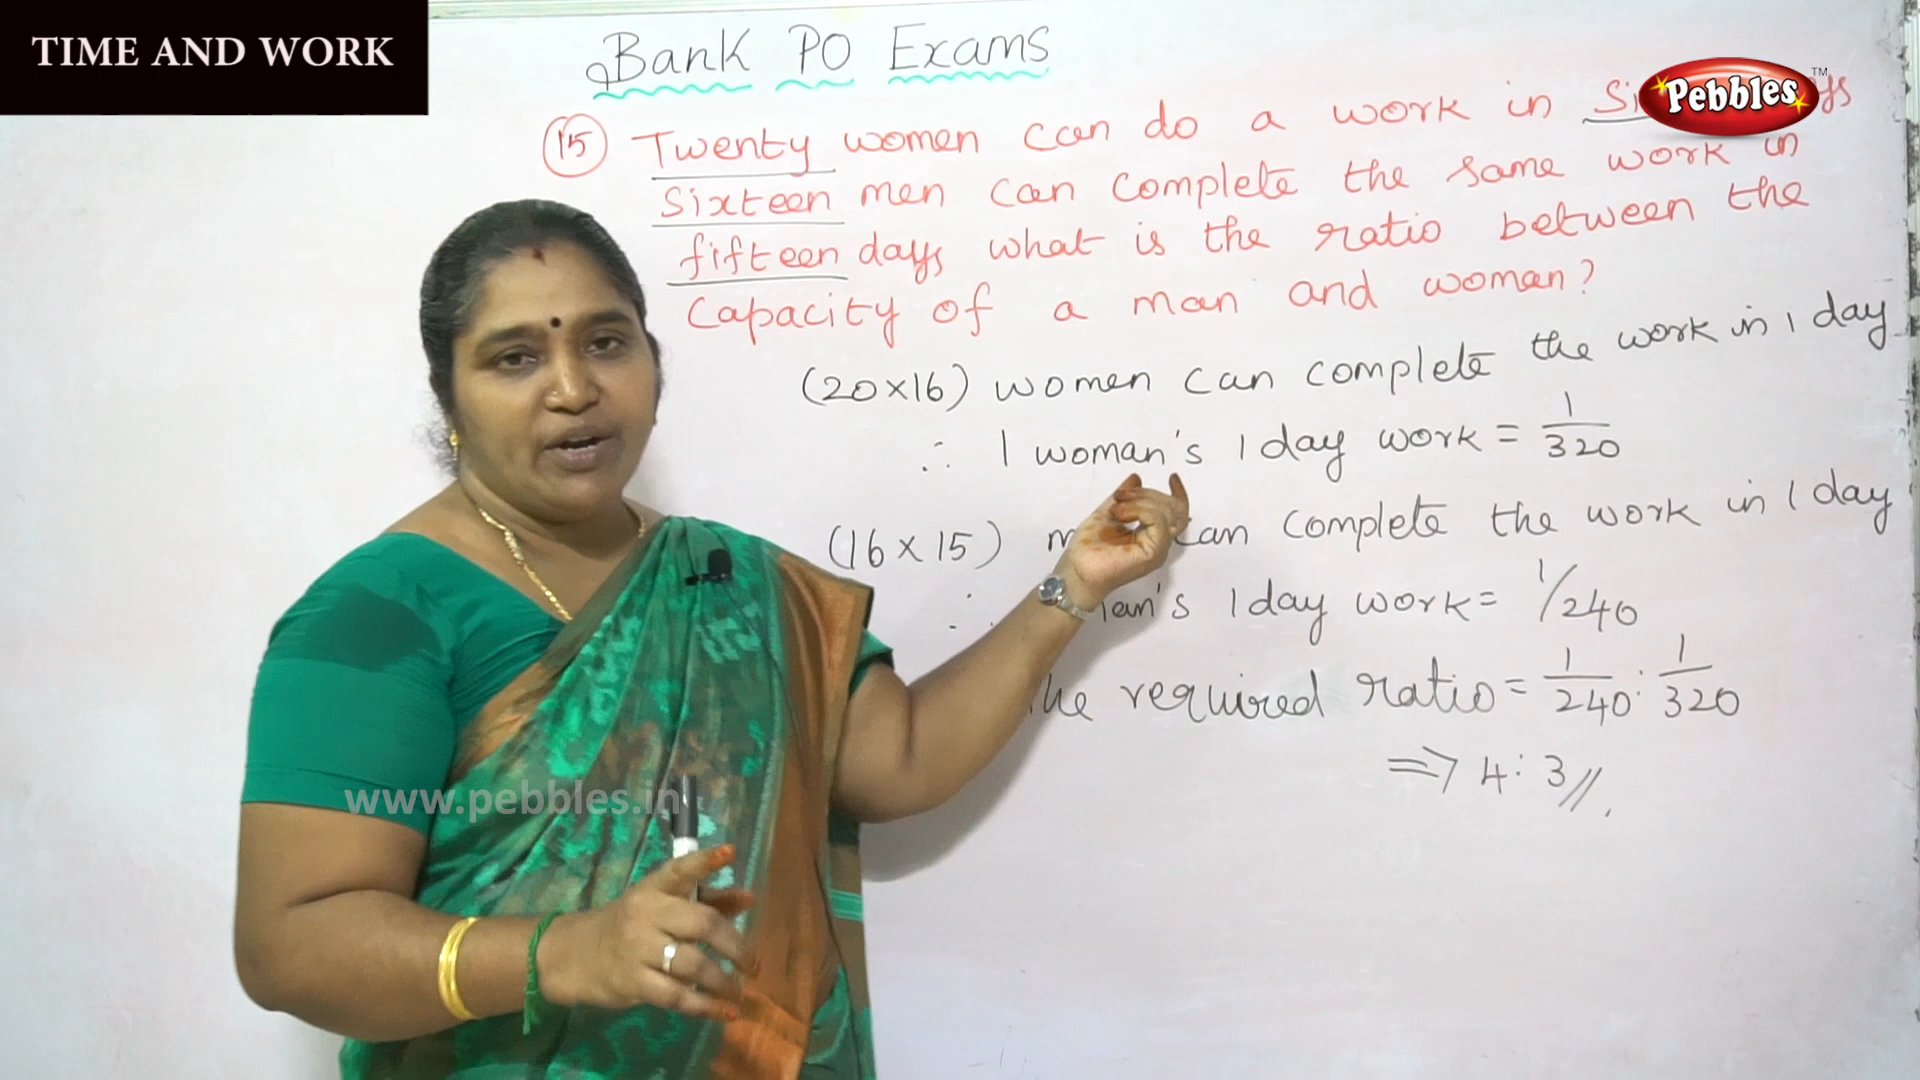 TIME AND WORK
Bank PO Exams
Pebbles TM
15 Twenty women can do a work in
sixteen men can complete the same work in
fifteen days what is the ratio between the
capacity of a man and woman?
(20×16) women can complete the work in 1 day
∴ 1 woman's 1 day work = 1/320
(16×15) can complete the work in 1 day
1 day work = 1/240
required ratio = 1/240 : 1/320
⇒ 4:3//.
www.pebbles.in